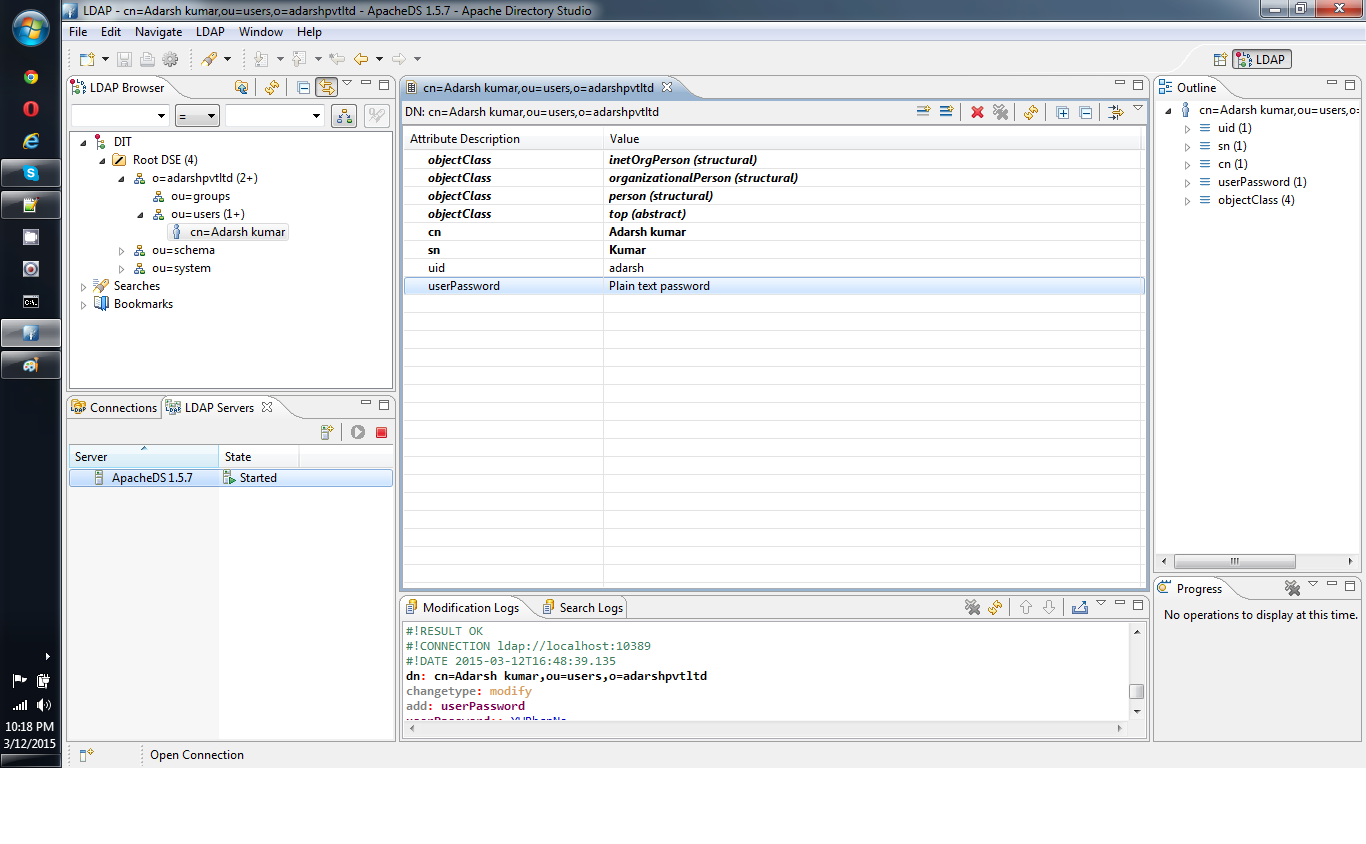 LDAP - cn=Adarsh kumar,ou=users,o=adarshpvtltd - ApacheDS 1.5.7 - Apache Directory Studio
File Edit Navigate LDAP Window Help
LDAP
LDAP Browser
=
DIT
Root DSE (4)
o=adarshpvtltd (2+)
ou=groups
ou=users (1+)
cn=Adarsh kumar
ou=schema
ou=system
Searches
Bookmarks
Connections
LDAP Servers
Server State
ApacheDS 1.5.7 Started
cn=Adarsh kumar,ou=users,o=adarshpvtltd
DN: cn=Adarsh kumar,ou=users,o=adarshpvtltd
Attribute Description Value
objectClass inetOrgPerson (structural)
objectClass organizationalPerson (structural)
objectClass person (structural)
objectClass top (abstract)
cn Adarsh kumar
sn Kumar
uid adarsh
userPassword Plain text password
Modification Logs
Search Logs
#!RESULT OK
#!CONNECTION ldap://localhost:10389
#!DATE 2015-03-12T16:48:39.135
dn: cn=Adarsh kumar,ou=users,o=adarshpvtltd
changetype: modify
add: userPassword
Outline
cn=Adarsh kumar,ou=users,o=
uid (1)
sn (1)
cn (1)
userPassword (1)
objectClass (4)
Progress
No operations to display at this time.
Open Connection
10:18 PM
3/12/2015